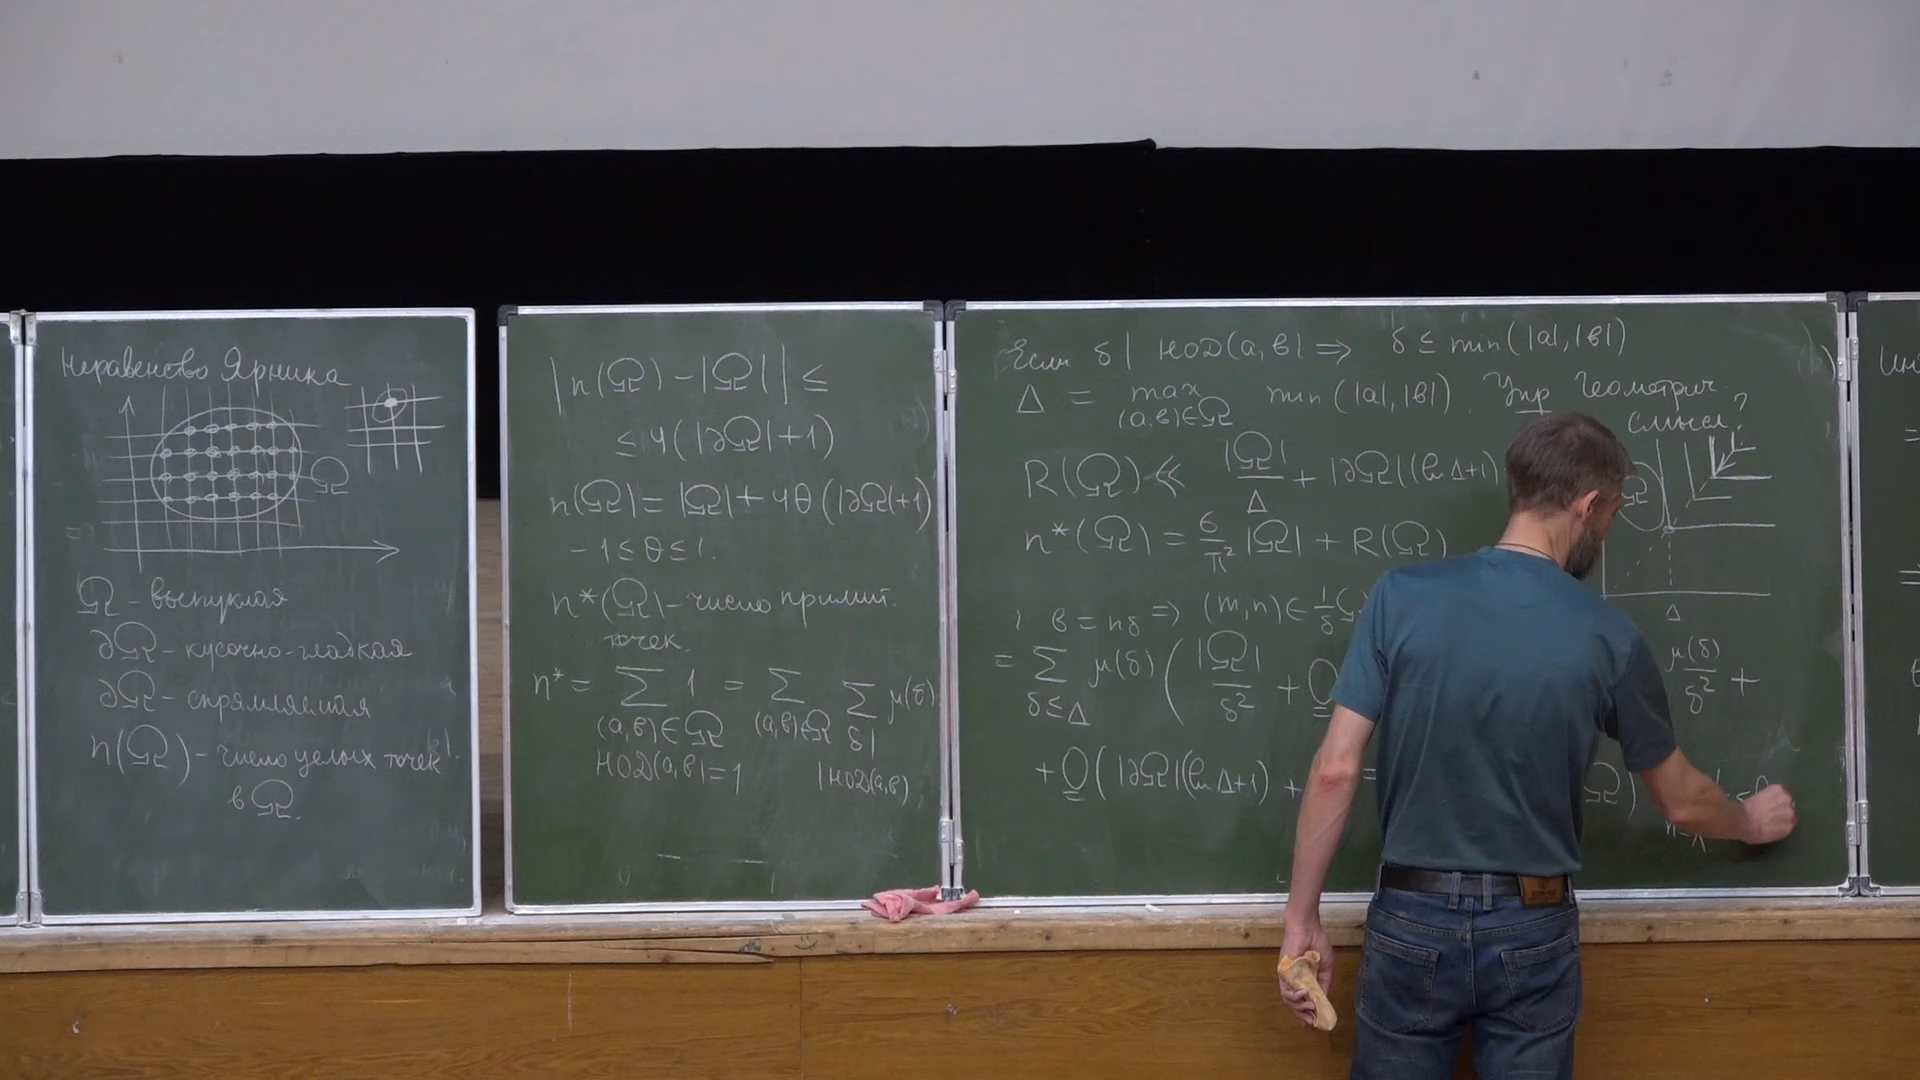 Неравенство Ярника
Ω
Ω - выпуклая
∂Ω - кусочно-гладкая
∂Ω - спрямляемая
n(Ω) - число целых точек
в Ω.
|n(Ω) - |Ω|| ≤
≤ 4(|∂Ω|+1)
n(Ω) = |Ω| + 4θ(|∂Ω|+1)
-1 ≤ θ ≤ 1.
n*(Ω) - число примит.
точек.
n* = ∑ 1 = ∑ ∑ μ(δ)
(a,b)∈Ω (a,b)∈Ω δ|
НОД(a,b)=1 |НОД(a,b)
Если δ | НОД(a,b) ⇒ δ ≤ min(|a|,|b|)
Δ = max min(|a|,|b|). Упр Геометрич.
(a,b)∈Ω смысл?
R(Ω) ≪ |Ω|/Δ + |∂Ω|(ln Δ+1)
n*(Ω) = 6/π² |Ω| + R(Ω)
Δ
b = nδ ⇒ (m,n) ∈ 1/δ
= ∑ μ(δ) ( |Ω|/δ² + O μ(δ)/δ² +
δ≤Δ
+ O(|∂Ω|(ln Δ+1) + = Ω)